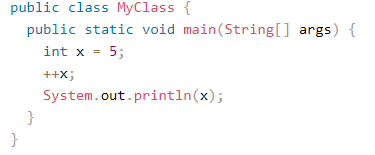 public class MyClass {
  public static void main(String[] args) {
    int x = 5;
    ++x;
    System.out.println(x);
  }
}